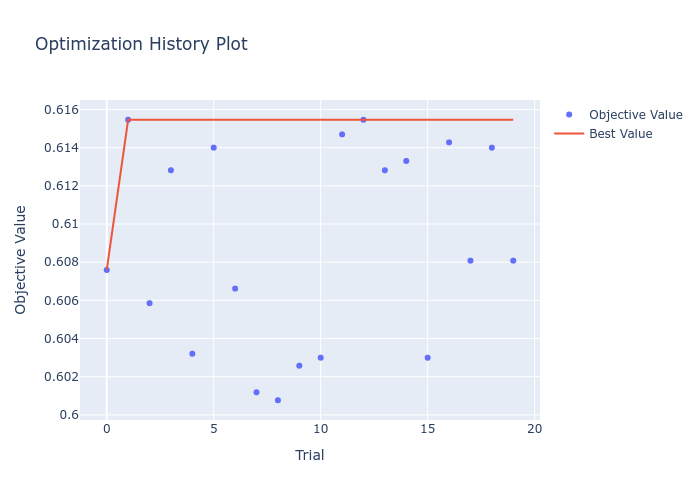 Optimization History Plot
Objective Value
Best Value
0.616
0.614
0.612
0.61
0.608
0.606
0.604
0.602
0.6
Objective Value
0
5
10
15
20
Trial